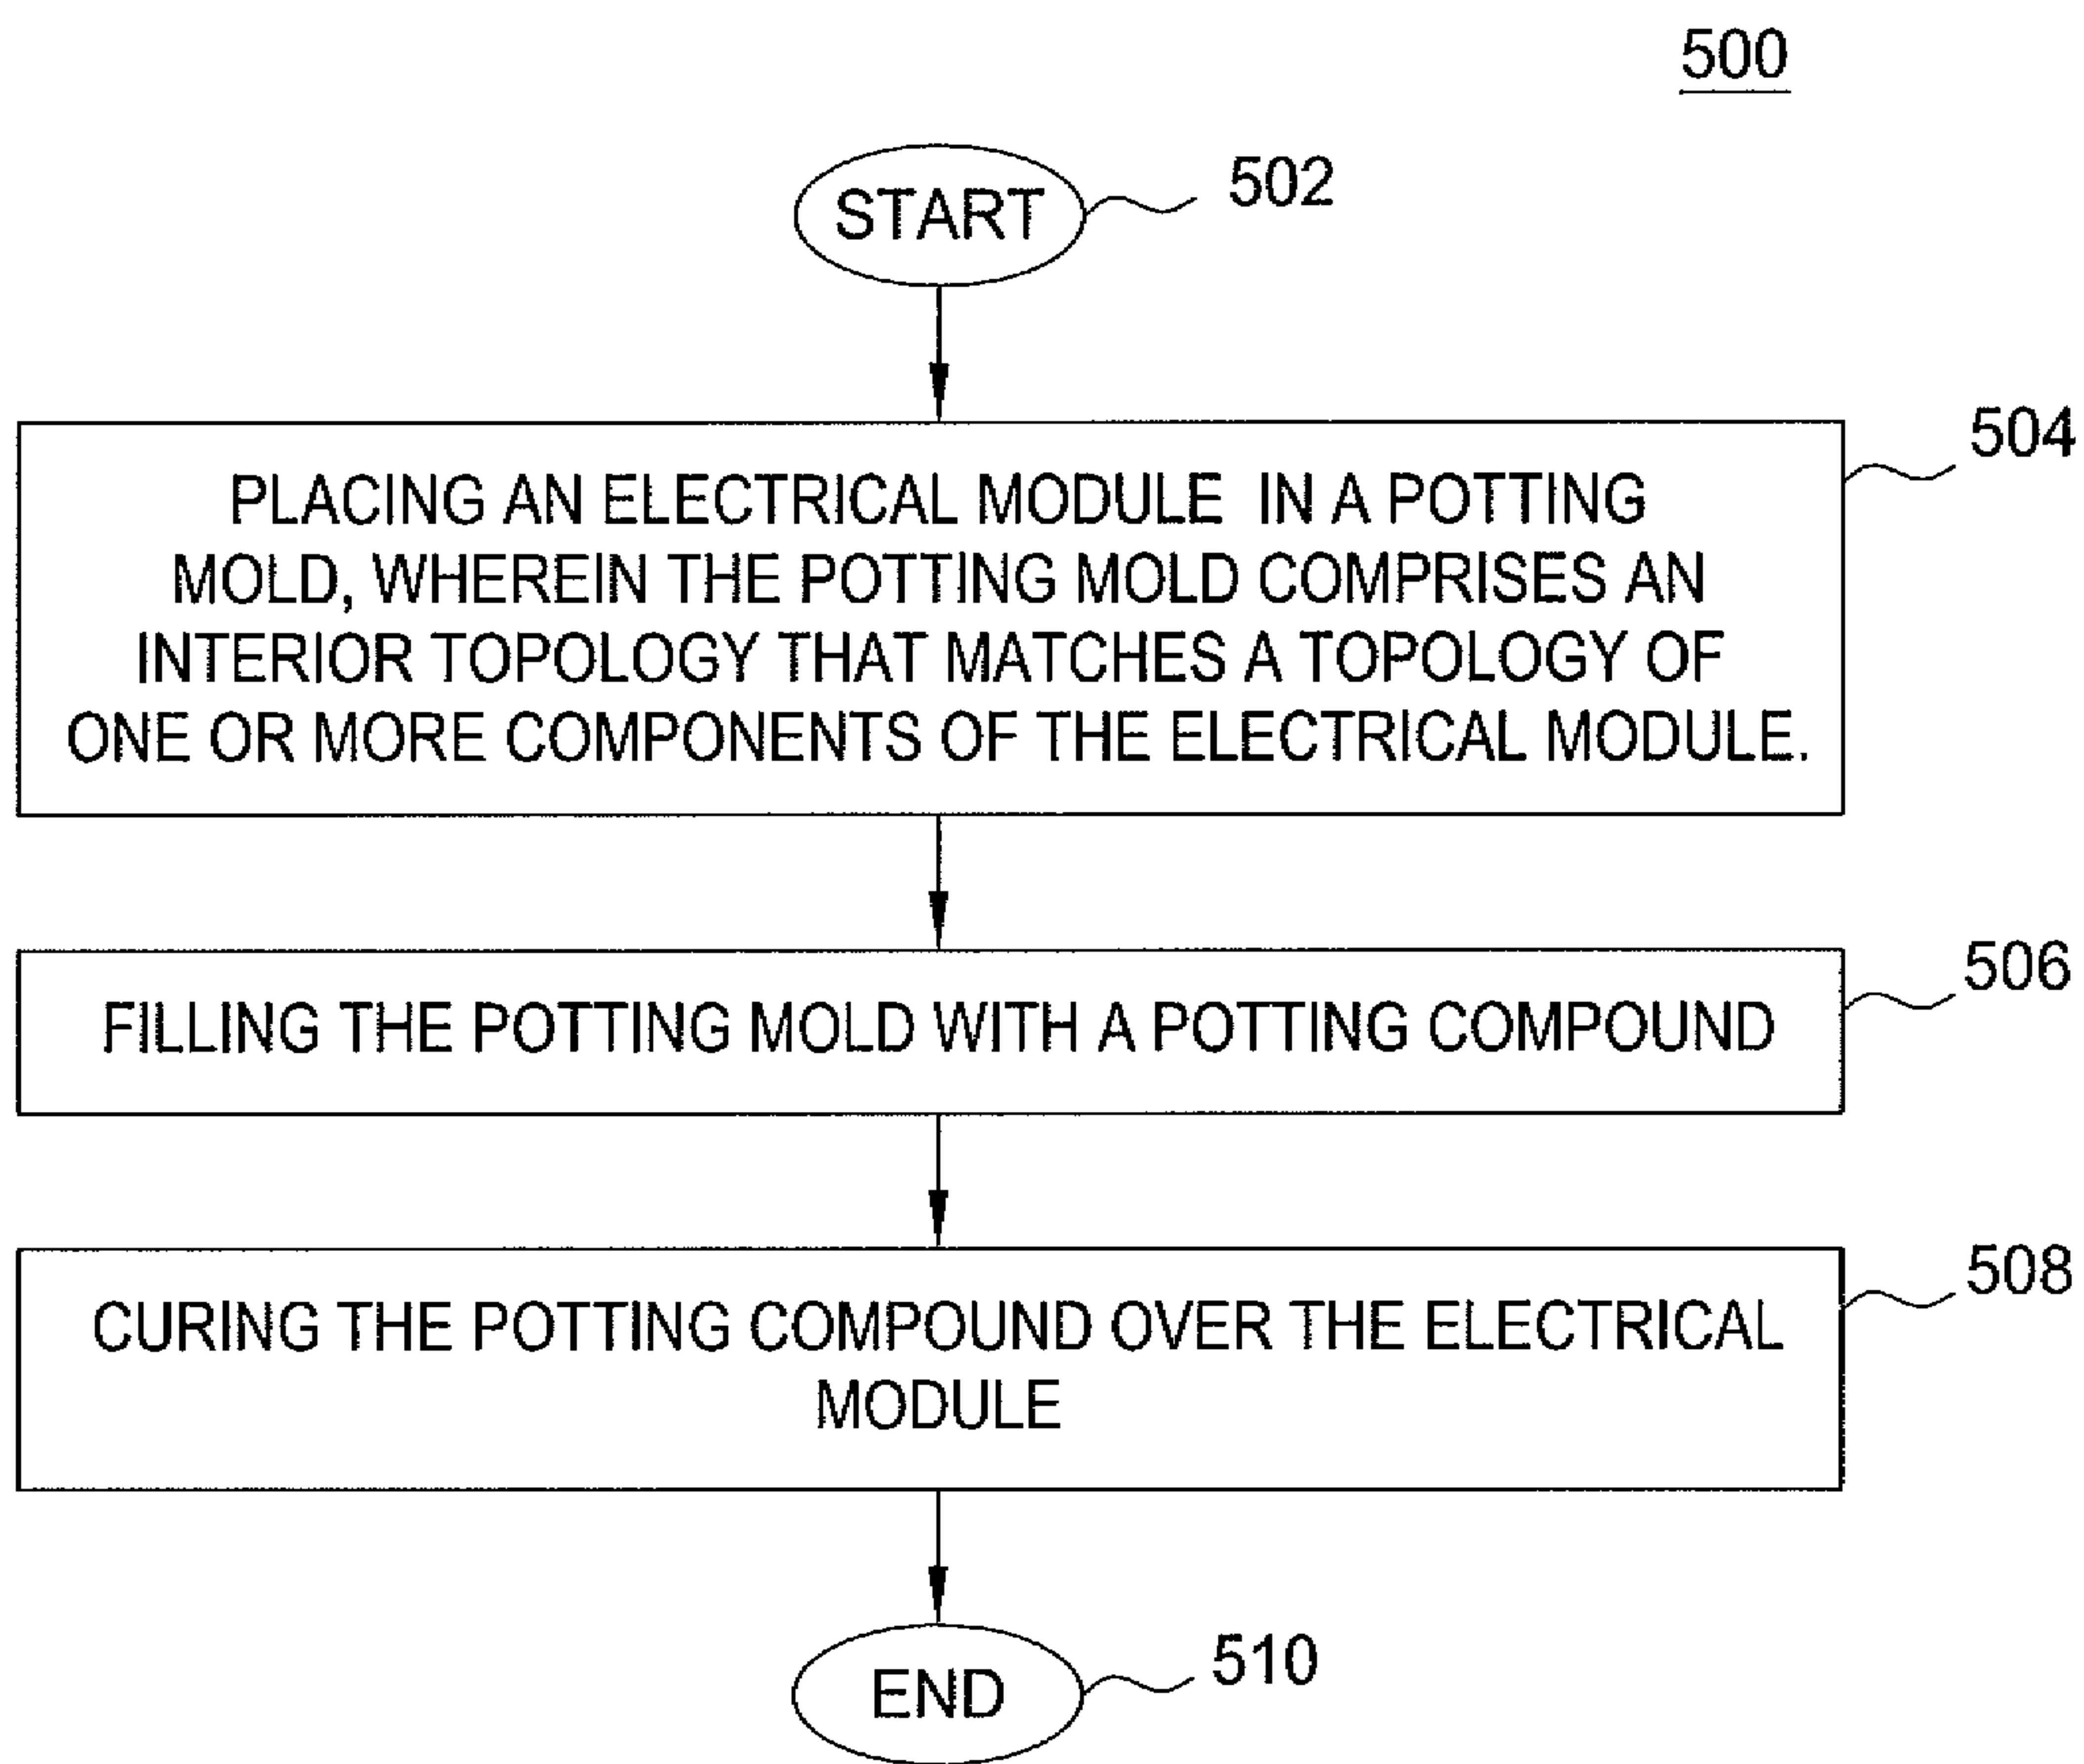 500
START
502
PLACING AN ELECTRICAL MODULE IN A POTTING
MOLD, WHEREIN THE POTTING MOLD COMPRISES AN
INTERIOR TOPOLOGY THAT MATCHES A TOPOLOGY OF
ONE OR MORE COMPONENTS OF THE ELECTRICAL MODULE.
504
FILLING THE POTTING MOLD WITH A POTTING COMPOUND
506
CURING THE POTTING COMPOUND OVER THE ELECTRICAL
MODULE
508
END
510